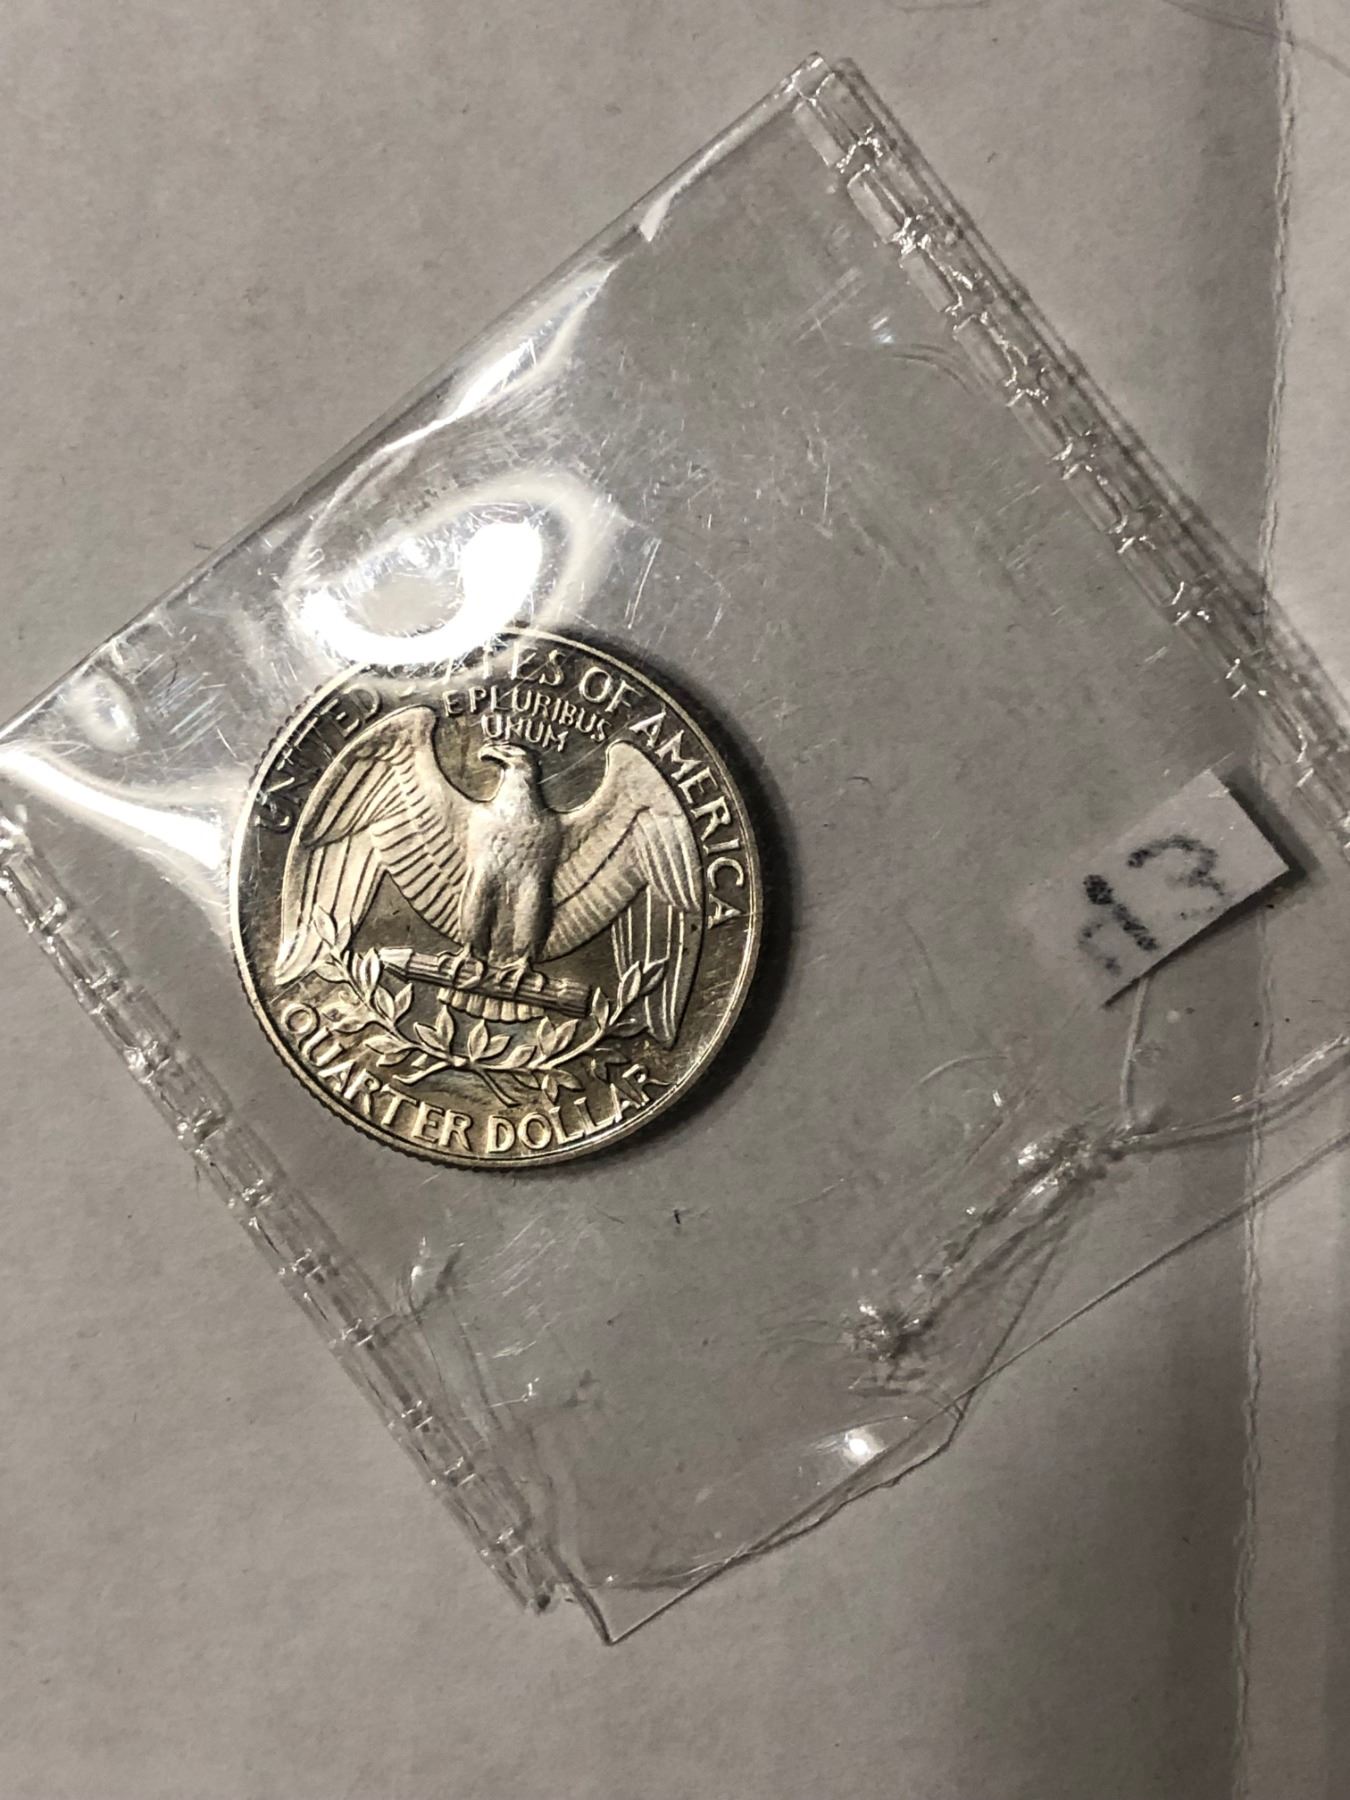 UNITED STATES OF AMERICA
E PLURIBUS
UNUM
QUARTER DOLLAR